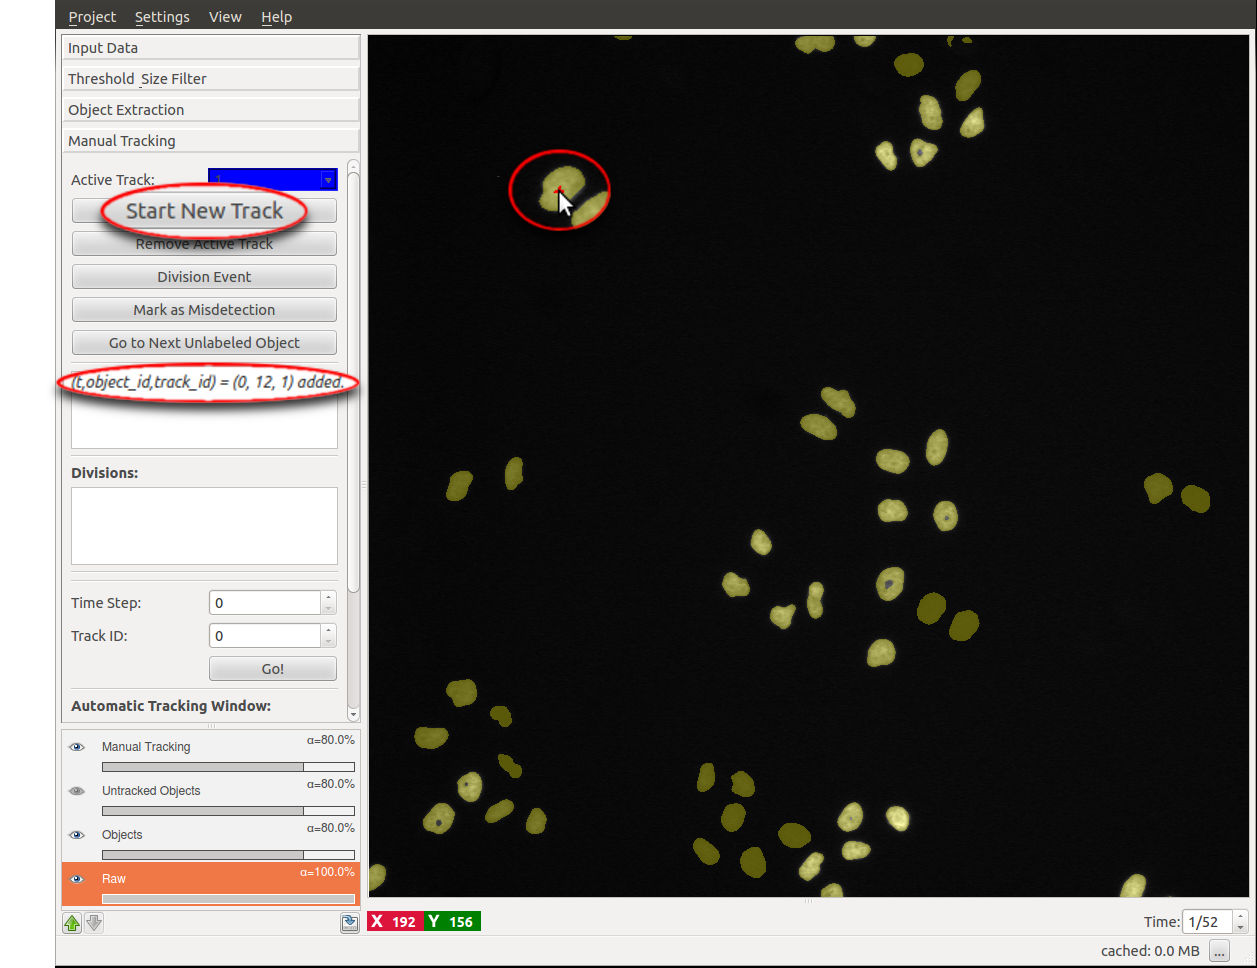 Project Settings View Help
Input Data
Threshold Size Filter
Object Extraction
Manual Tracking
Active Track: 1
Start New Track
Remove Active Track
Division Event
Mark as Misdetection
Go to Next Unlabeled Object
(t,object_id,track_id) = (0, 12, 1) added.
Divisions:
Time Step: 0
Track ID: 0
Go!
Automatic Tracking Window:
Manual Tracking α=80.0%
Untracked Objects α=80.0%
Objects α=80.0%
Raw α=100.0%
X 192 Y 156
Time: 1/52
cached: 0.0 MB ...